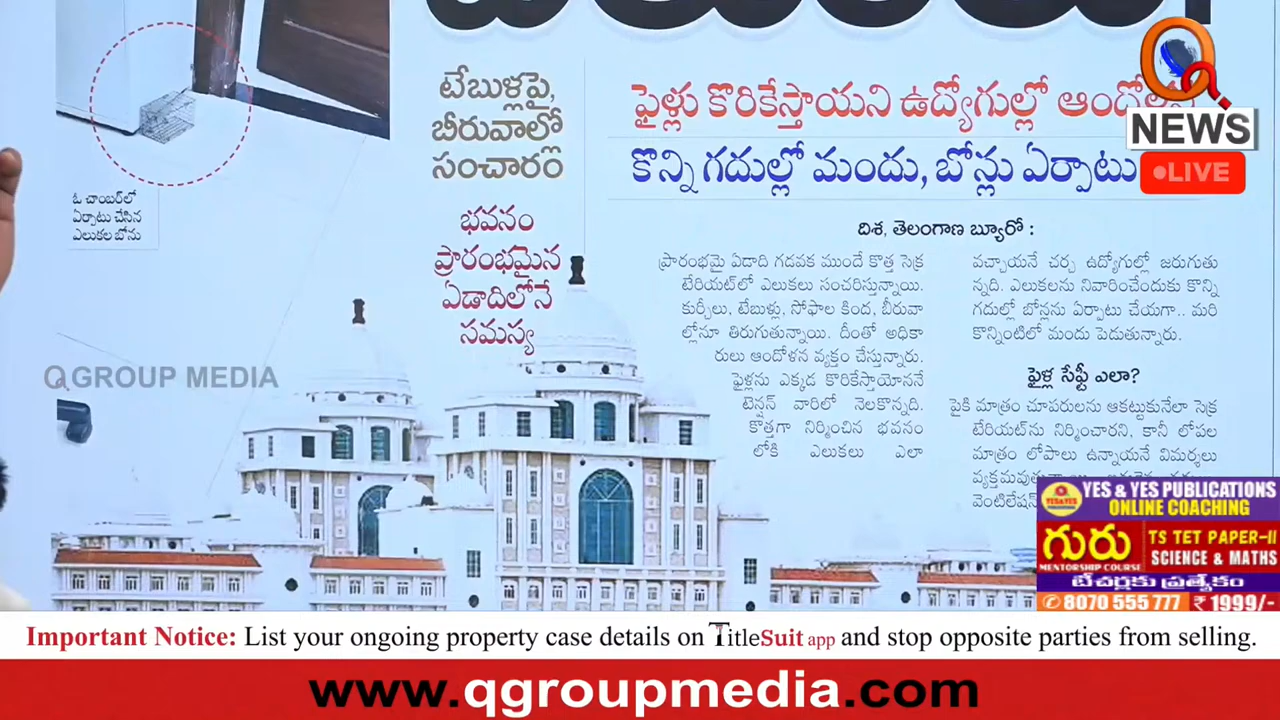 టేబుళ్లపై,
బీరువాల్లో
సంచారం
భవనం
ప్రారంభమైన
ఏడాదిలోనే
సమస్య
ఫైళ్లు కొరికేస్తాయని ఉద్యోగుల్లో
కొన్ని గదుల్లో మందు, బోన్లు ఏర్పాటు
NEWS
LIVE
ఓ చాంబర్‌లో
ఏర్పాటు చేసిన
ఎలుకల బోను
దిశ, తెలంగాణ బ్యూరో :
ప్రారంభమై ఏడాది గడవక ముందే కొత్త సెక్ర
టేరియట్‌లో ఎలుకలు సంచరిస్తున్నాయి.
కుర్చీలు, టేబుళ్లు, సోఫాల కింద, బీరువా
ల్లోనూ తిరుగుతున్నాయి. దీంతో అధికా
రులు ఆందోళన వ్యక్తం చేస్తున్నారు.
ఫైళ్లను ఎక్కడ కొరికేస్తాయోననే
టెన్షన్ వారిలో నెలకొన్నది.
కొత్తగా నిర్మించిన భవనం
లోకి ఎలుకలు ఎలా
వచ్చాయనే చర్చ ఉద్యోగుల్లో జరుగుతు
న్నది. ఎలుకలను నివారించేందుకు కొన్ని
గదుల్లో బోన్లను ఏర్పాటు చేయగా.. మరి
కొన్నింటిలో మందు పెడుతున్నారు.
ఫైళ్ల సేఫ్టీ ఎలా?
పైకి మాత్రం చూపరులను ఆకట్టుకునేలా సెక్ర
టేరియట్‌ను నిర్మించారని, కానీ లోపల
మాత్రం లోపాలు ఉన్నాయనే విమర్శలు
QGROUP MEDIA
YES & YES PUBLICATIONS
ONLINE COACHING
గురు
MENTORSHIP COURSE
TS TET PAPER-II
SCIENCE & MATHS
టీచర్లకు ప్రత్యేకం
8070 555 777 ₹ 1999/-
Important Notice: List your ongoing property case details on TitleSuit app and stop opposite parties from selling.
www.qgroupmedia.com